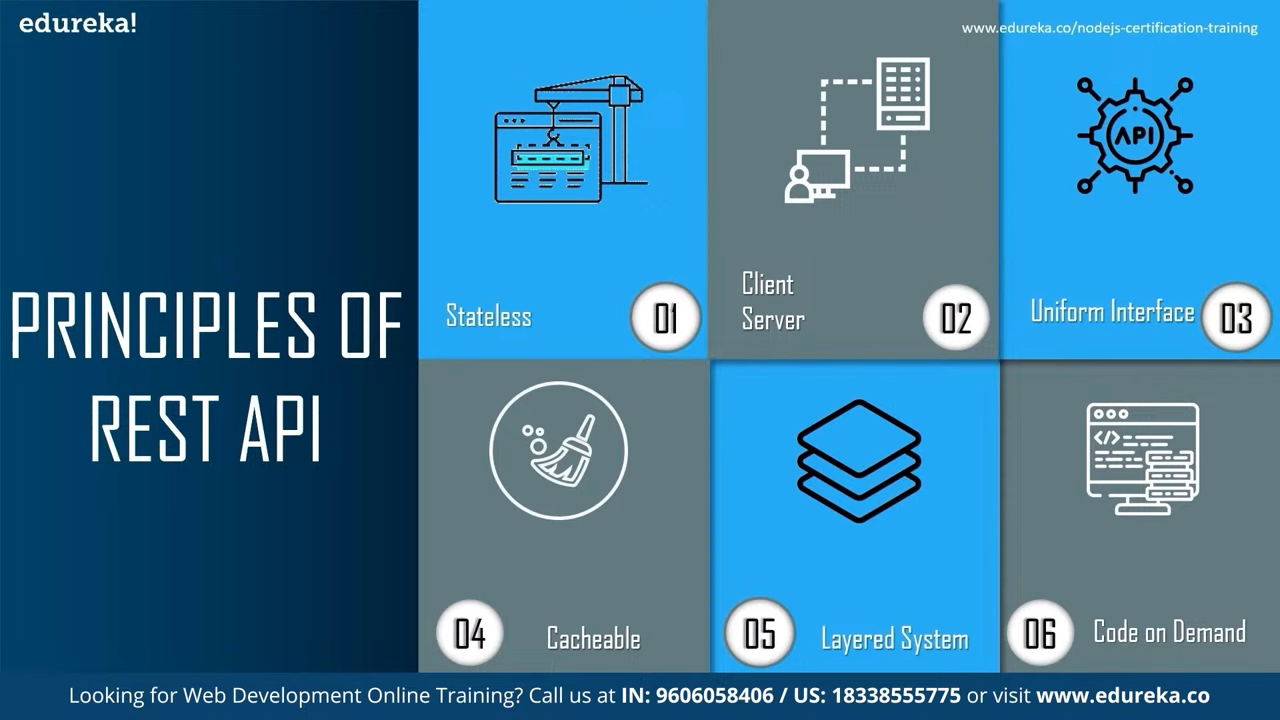 edureka!
www.edureka.co/nodejs-certification-training
PRINCIPLES OF
REST API
API
Stateless
01
Client
Server
02
Uniform Interface
03
04
Cacheable
05
Layered System
06
Code on Demand
</>
Looking for Web Development Online Training? Call us at IN: 9606058406 / US: 18338555775 or visit www.edureka.co